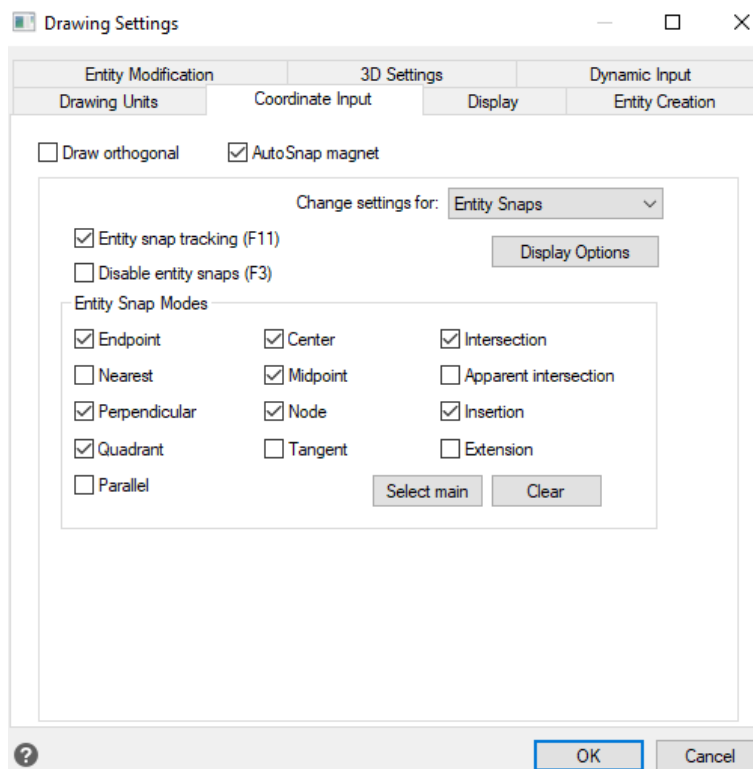 Drawing Settings
Entity Modification 3D Settings Dynamic Input
Drawing Units Coordinate Input Display Entity Creation
Draw orthogonal AutoSnap magnet
Change settings for: Entity Snaps
Entity snap tracking (F11)
Display Options
Disable entity snaps (F3)
Entity Snap Modes
Endpoint Center Intersection
Nearest Midpoint Apparent intersection
Perpendicular Node Insertion
Quadrant Tangent Extension
Parallel Select main Clear
? OK Cancel